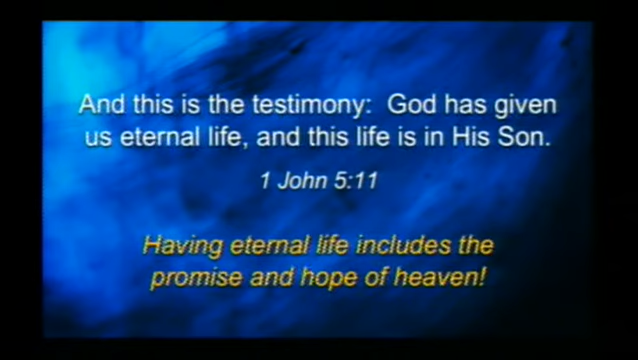 And this is the testimony: God has given
us eternal life, and this life is in His Son.
1 John 5:11
Having eternal life includes the
promise and hope of heaven!